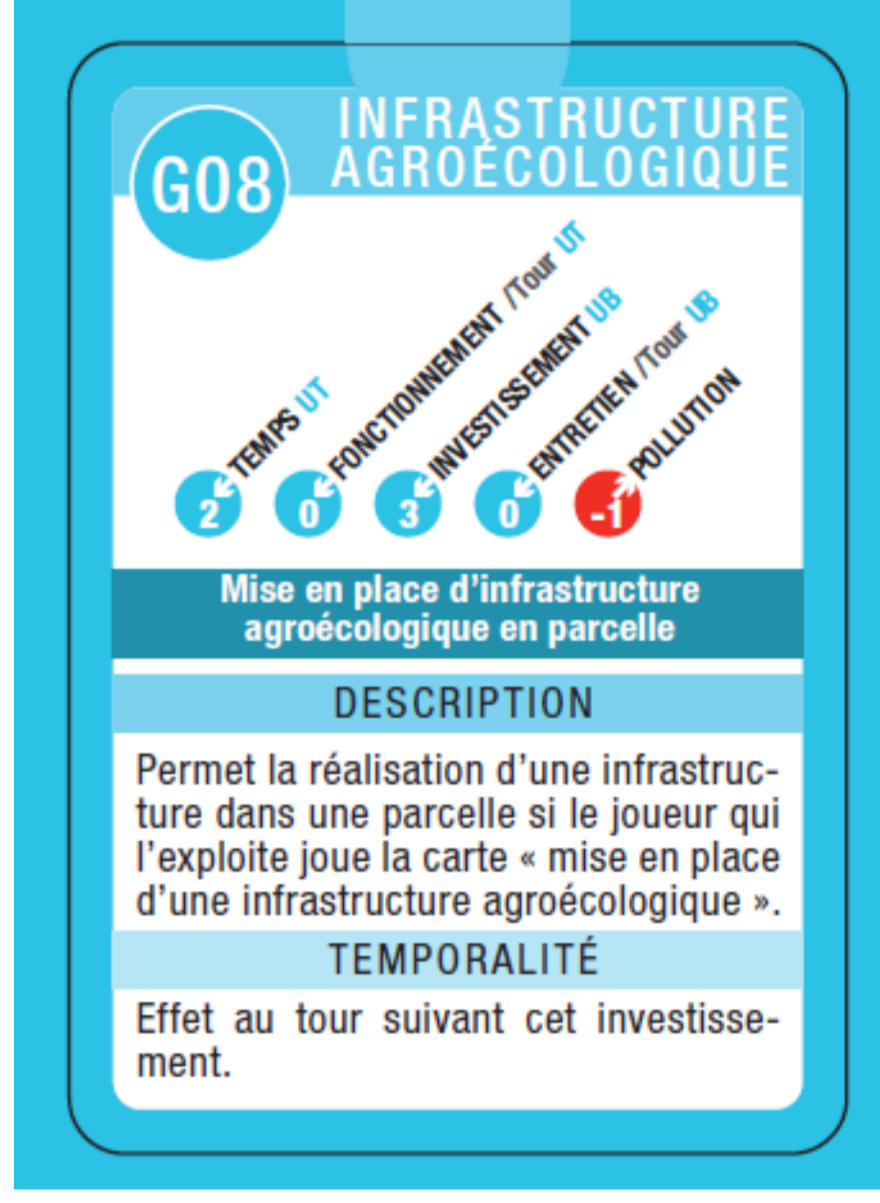 INFRASTRUCTURE
AGROÉCOLOGIQUE
G08
TEMPS UT
FONCTIONNEMENT /Tour UT
INVESTISSEMENT UB
ENTRETIEN /Tour UB
POLLUTION
2 0 3 0 -1
Mise en place d'infrastructure
agroécologique en parcelle
DESCRIPTION
Permet la réalisation d'une infrastruc-
ture dans une parcelle si le joueur qui
l'exploite joue la carte « mise en place
d'une infrastructure agroécologique ».
TEMPORALITÉ
Effet au tour suivant cet investisse-
ment.